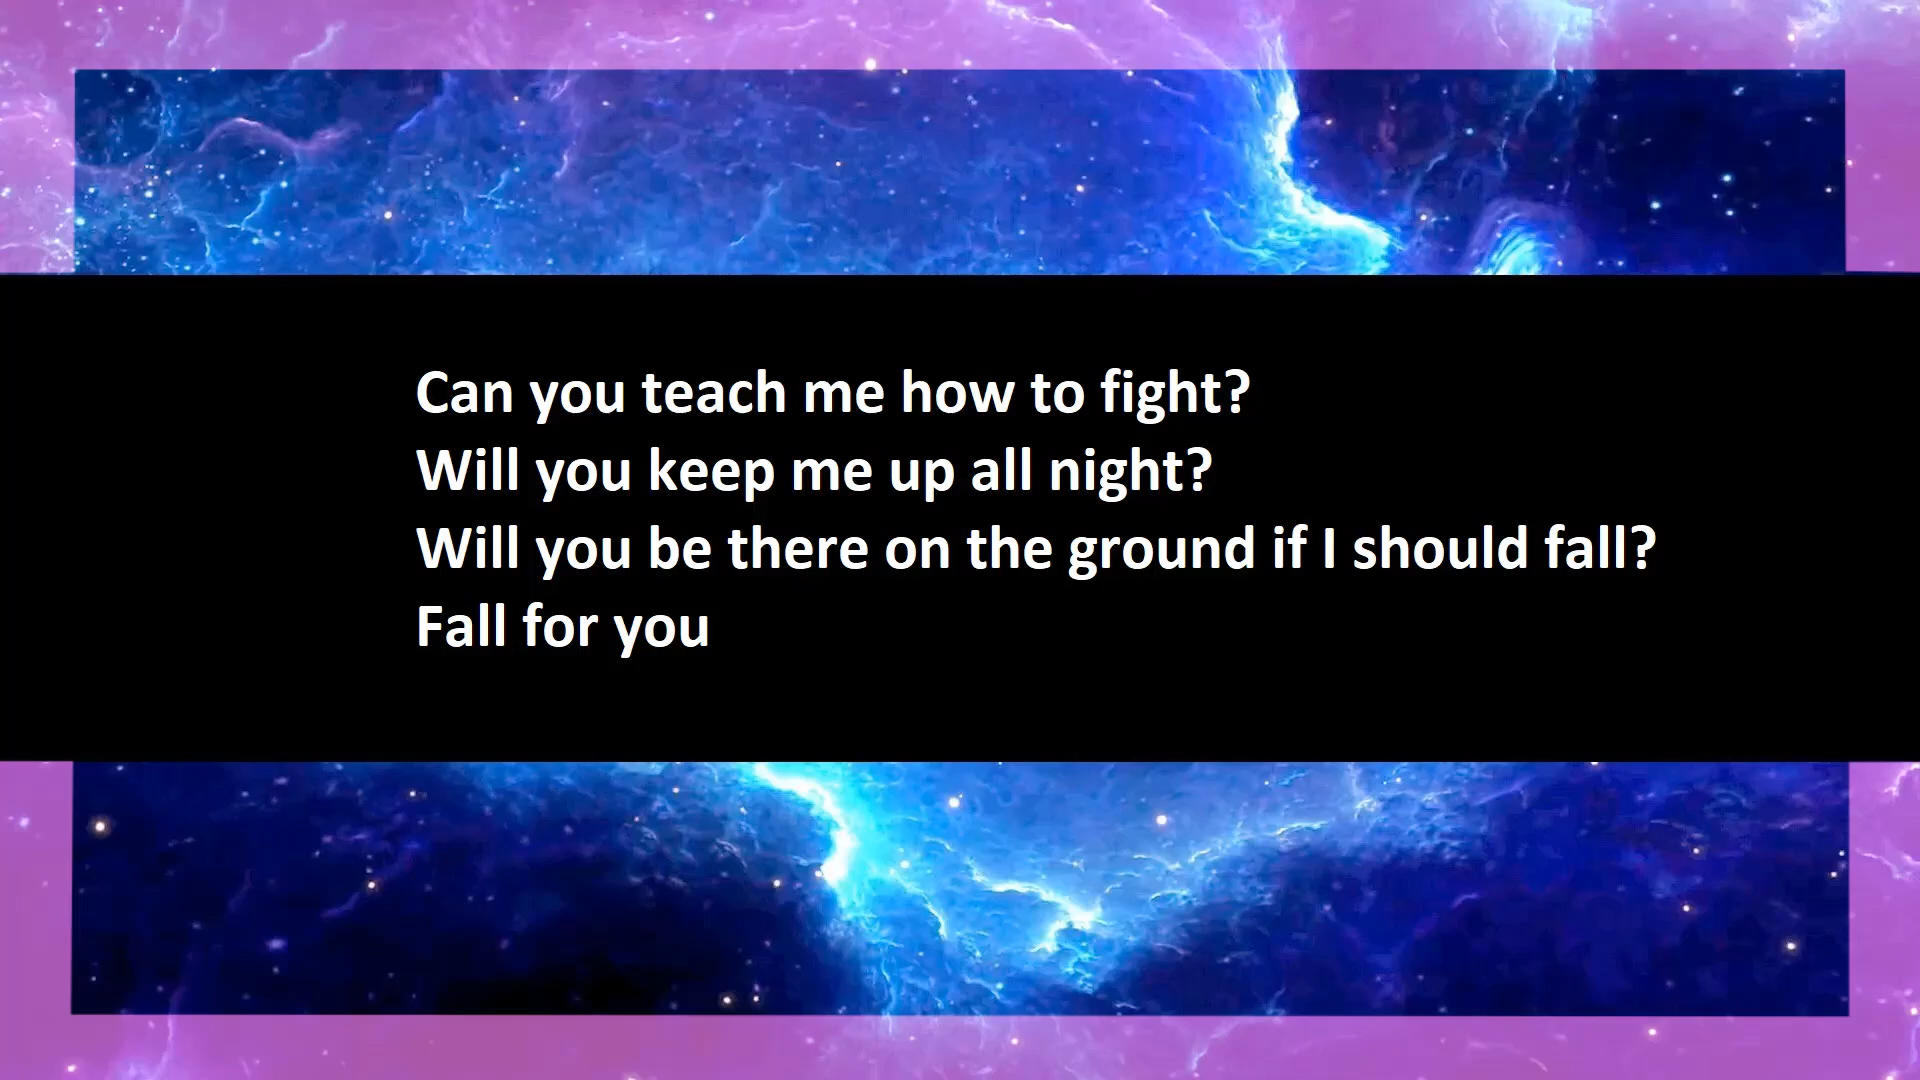 Can you teach me how to fight?
Will you keep me up all night?
Will you be there on the ground if I should fall?
Fall for you